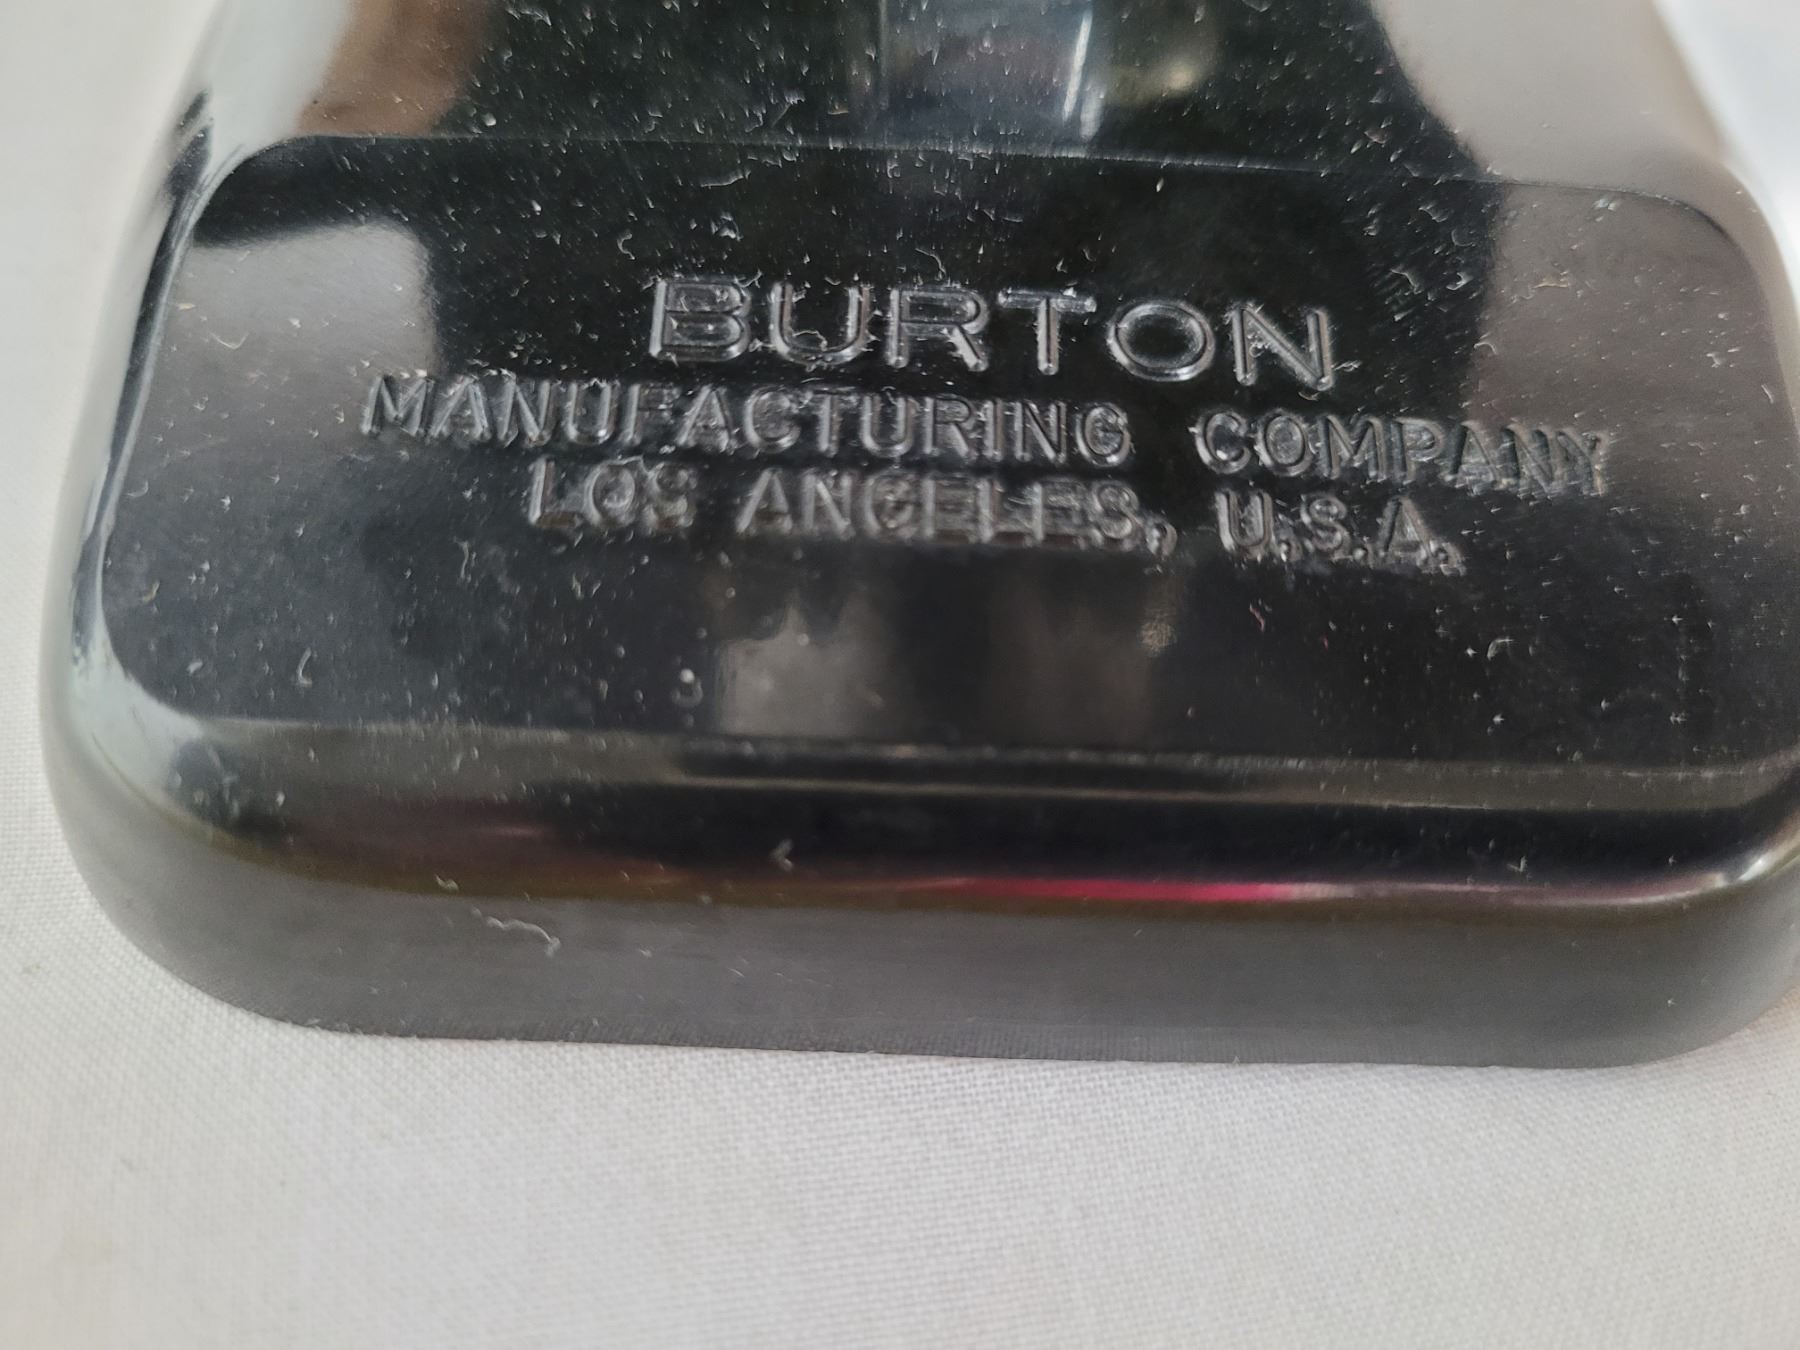 BURTON
MANUFACTURING COMPANY
LOS ANGELES, U.S.A.